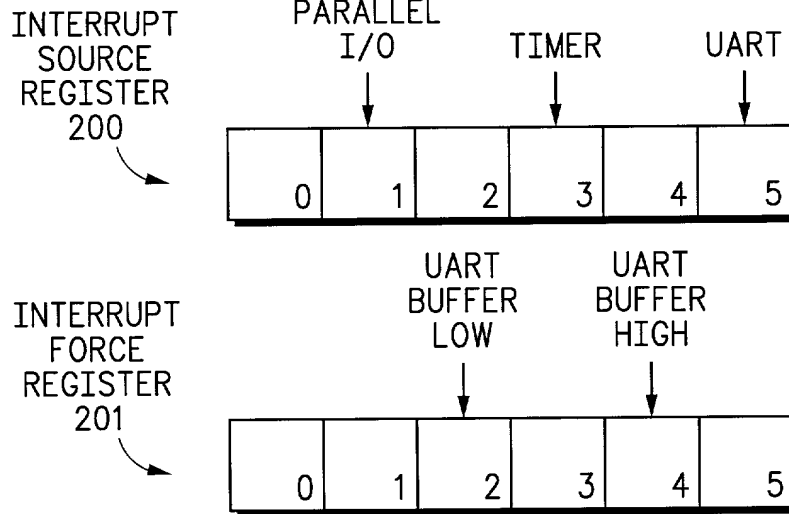 INTERRUPT
SOURCE
REGISTER
200
PARALLEL
I/O
TIMER
UART
0 1 2 3 4 5
INTERRUPT
FORCE
REGISTER
201
UART
BUFFER
LOW
UART
BUFFER
HIGH
0 1 2 3 4 5